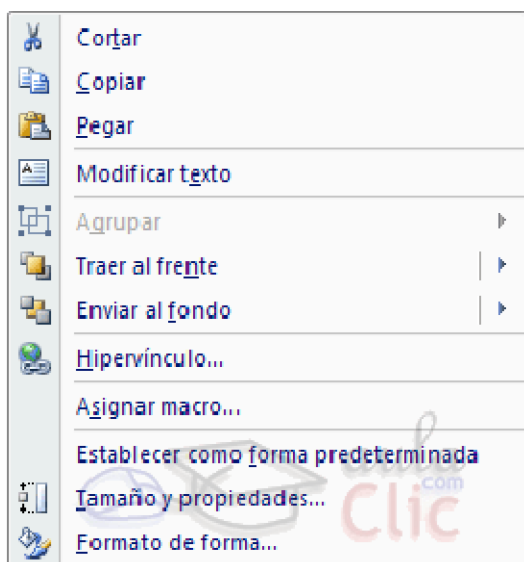 Cortar
Copiar
Pegar
Modificar texto
Agrupar
Traer al frente
Enviar al fondo
Hipervínculo...
Asignar macro...
Establecer como forma predeterminada
Tamaño y propiedades...
Formato de forma...
aula
.com
Clic